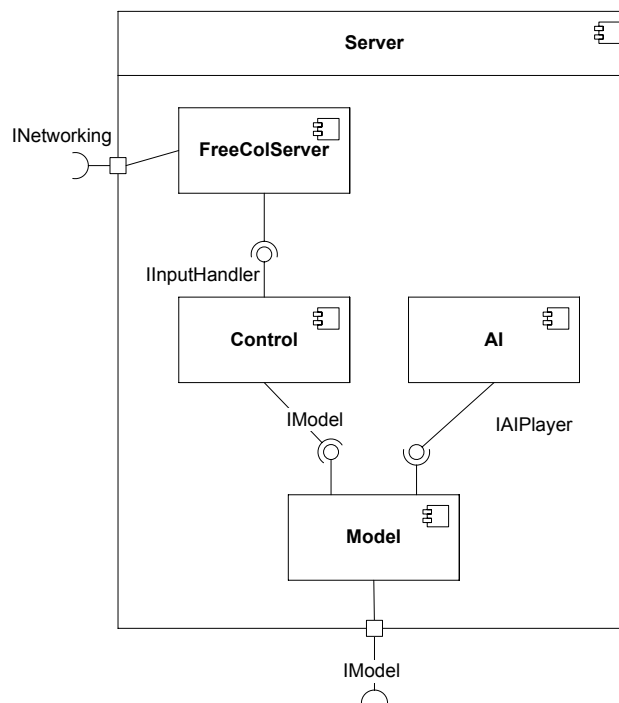 Server
INetworking
FreeColServer
IInputHandler
Control
AI
IModel
IAIPlayer
Model
IModel